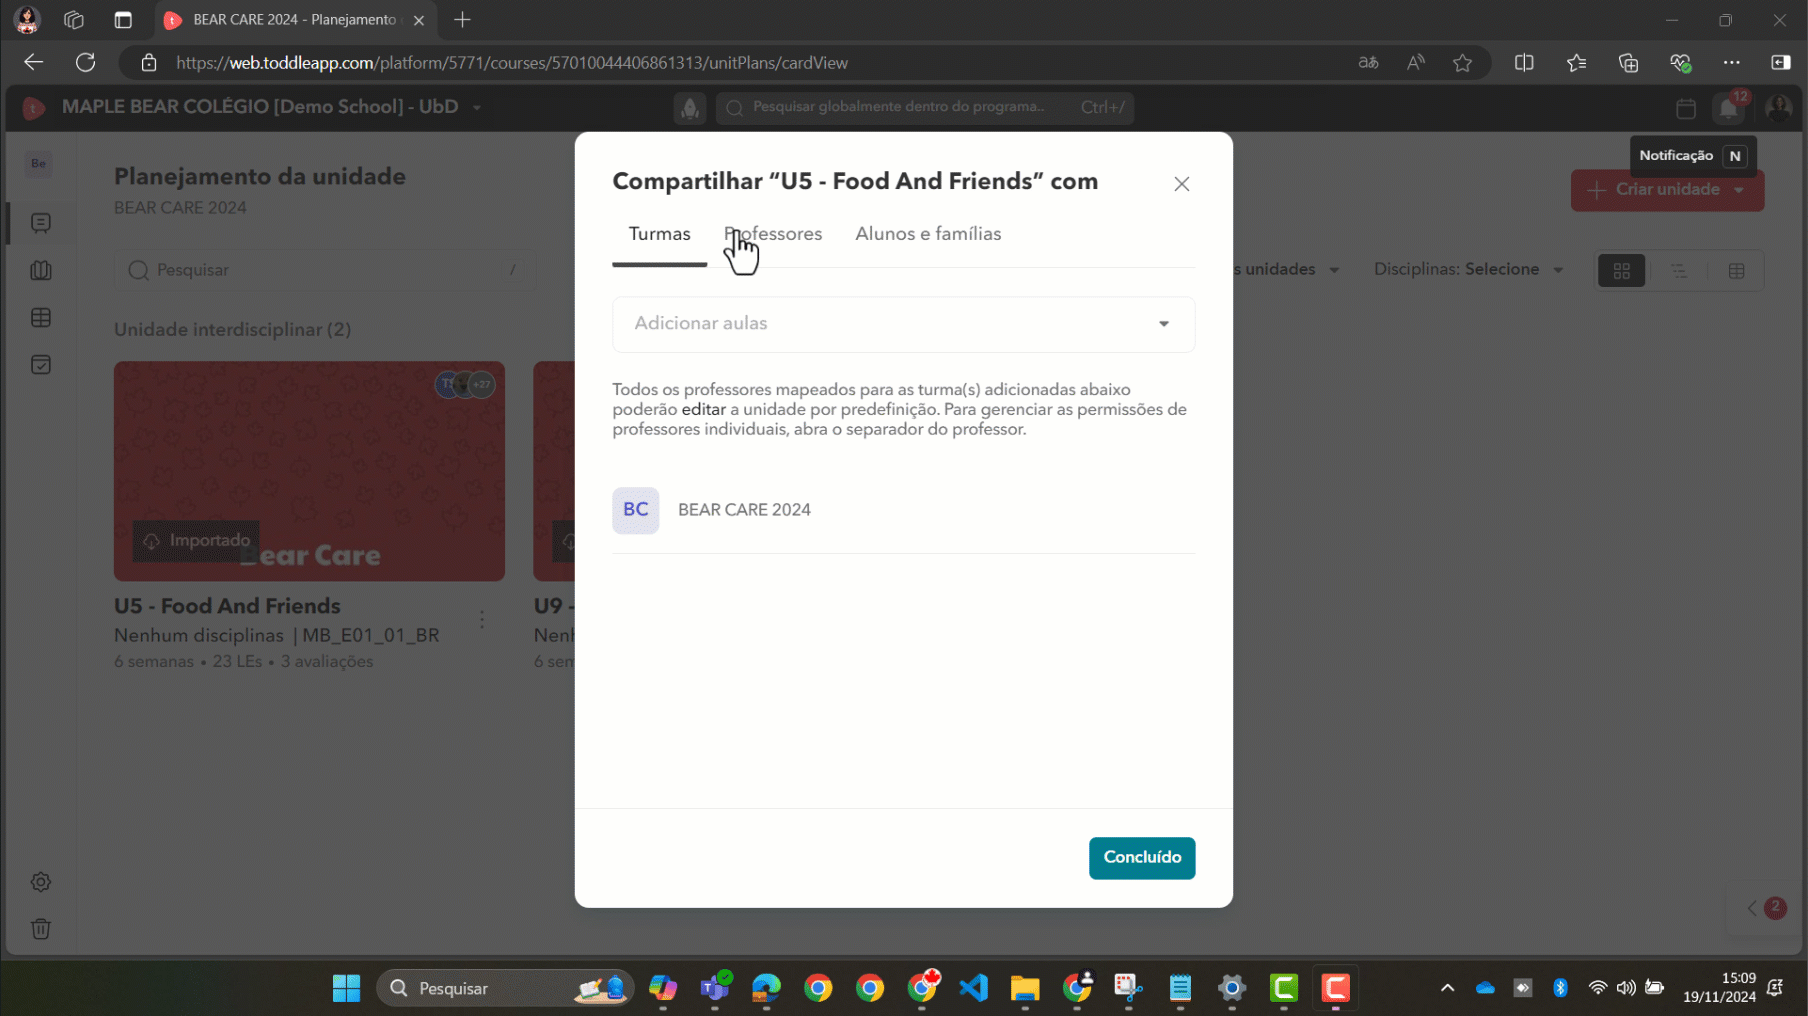 BEAR CARE 2024 - Planejamento
https://web.toddleapp.com/platform/5771/courses/57010044406861313/unitPlans/cardView
MAPLE BEAR COLÉGIO [Demo School] - UbD
Pesquisar globalmente dentro do programa..
Ctrl+/
12
Be
Planejamento da unidade
BEAR CARE 2024
Notificação N
Criar unidade
Pesquisar
/
s unidades
Disciplinas: Selecione
Unidade interdisciplinar (2)
+27
Importado
Bear Care
U5 - Food And Friends
Nenhum disciplinas | MB_E01_01_BR
6 semanas • 23 LEs • 3 avaliações
U9 -
Nenh
6 sem
Compartilhar “U5 - Food And Friends” com
Turmas
Professores
Alunos e famílias
Adicionar aulas
Todos os professores mapeados para as turma(s) adicionadas abaixo
poderão editar a unidade por predefinição. Para gerenciar as permissões de
professores individuais, abra o separador do professor.
BC
BEAR CARE 2024
Concluído
2
Pesquisar
15:09
19/11/2024